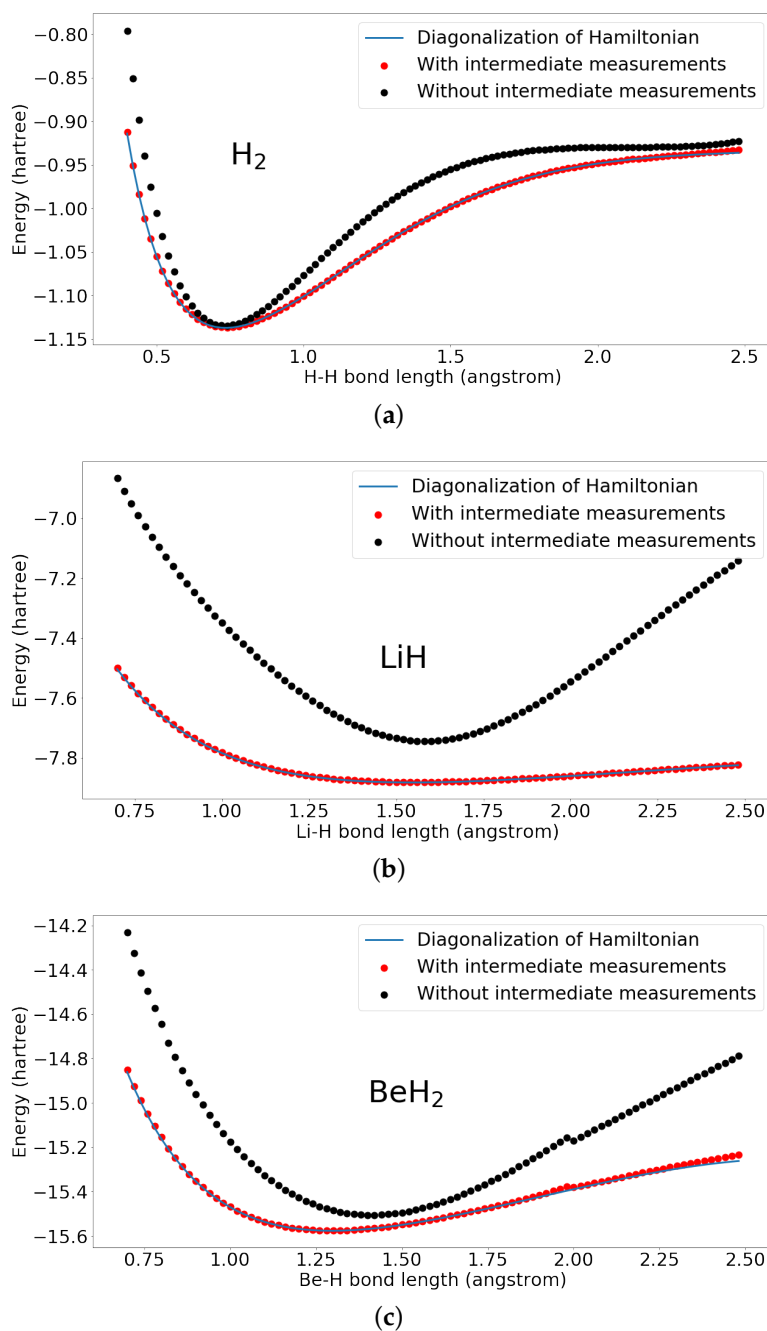 Diagonalization of Hamiltonian
With intermediate measurements
Without intermediate measurements
H₂
Energy (hartree)
−0.80
−0.85
−0.90
−0.95
−1.00
−1.05
−1.10
−1.15
0.5 1.0 1.5 2.0 2.5
H-H bond length (angstrom)
(a)
Diagonalization of Hamiltonian
With intermediate measurements
Without intermediate measurements
LiH
Energy (hartree)
−7.0
−7.2
−7.4
−7.6
−7.8
0.75 1.00 1.25 1.50 1.75 2.00 2.25 2.50
Li-H bond length (angstrom)
(b)
Diagonalization of Hamiltonian
With intermediate measurements
Without intermediate measurements
BeH₂
Energy (hartree)
−14.2
−14.4
−14.6
−14.8
−15.0
−15.2
−15.4
−15.6
0.75 1.00 1.25 1.50 1.75 2.00 2.25 2.50
Be-H bond length (angstrom)
(c)